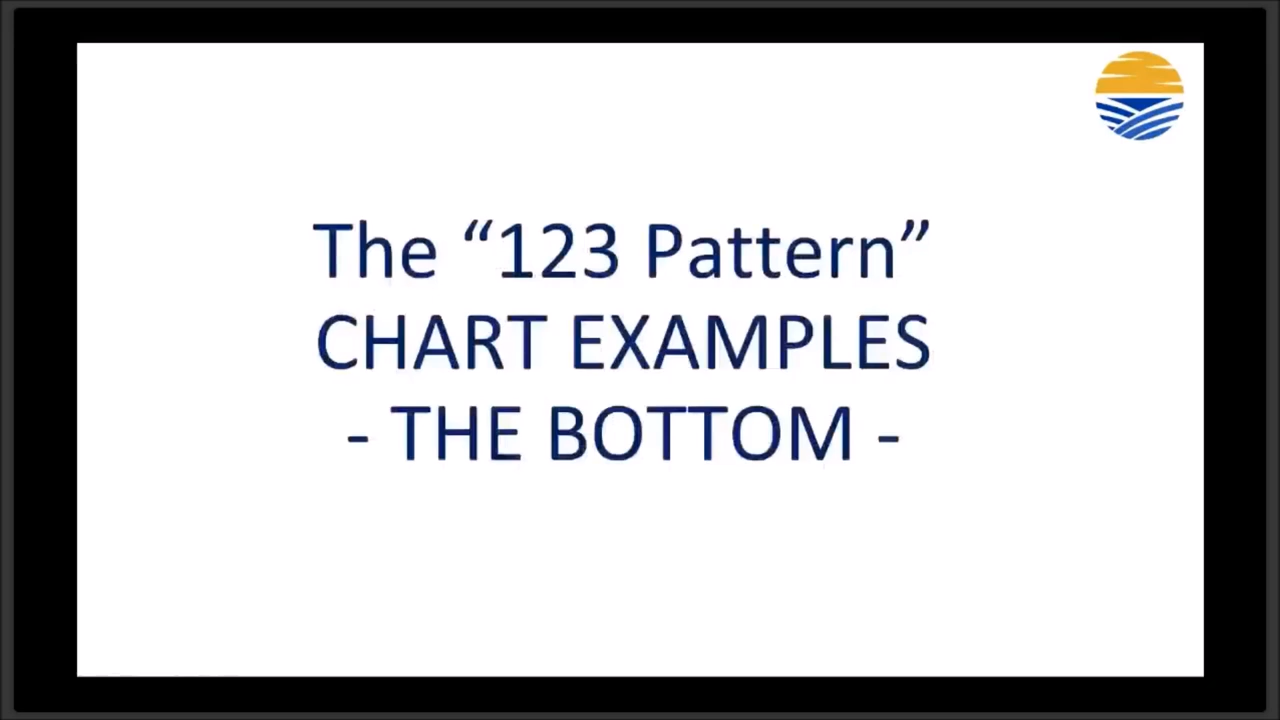 The “123 Pattern”
CHART EXAMPLES
- THE BOTTOM -